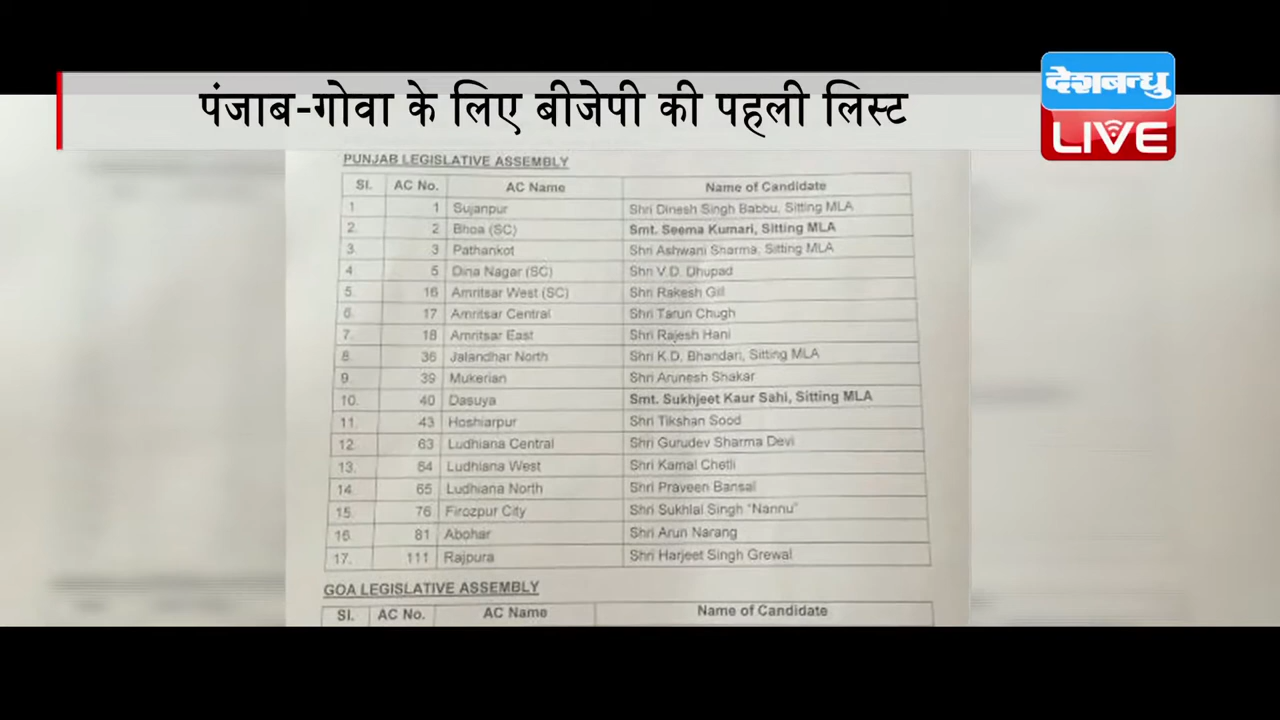 पंजाब-गोवा के लिए बीजेपी की पहली लिस्ट
देशबन्धु
LIVE
PUNJAB LEGISLATIVE ASSEMBLY
Sl. AC No. AC Name Name of Candidate
1. 1 Sujanpur Shri Dinesh Singh Babbu, Sitting MLA
2. 2 Bhoa (SC) Smt. Seema Kumari, Sitting MLA
3. 3 Pathankot Shri Ashwani Sharma, Sitting MLA
4. 5 Dina Nagar (SC) Shri V.D. Dhupad
5. 16 Amritsar West (SC) Shri Rakesh Gill
6. 17 Amritsar Central Shri Tarun Chugh
7. 18 Amritsar East Shri Rajesh Hani
8. 36 Jalandhar North Shri K.D. Bhandari, Sitting MLA
9. 39 Mukerian Shri Arunesh Shakar
10. 40 Dasuya Smt. Sukhjeet Kaur Sahi, Sitting MLA
11. 43 Hoshiarpur Shri Tikshan Sood
12. 63 Ludhiana Central Shri Gurudev Sharma Devi
13. 64 Ludhiana West Shri Kamal Chetli
14. 65 Ludhiana North Shri Praveen Bansal
15. 76 Firozpur City Shri Sukhlal Singh "Nannu"
16. 81 Abohar Shri Arun Narang
17. 111 Rajpura Shri Harjeet Singh Grewal
GOA LEGISLATIVE ASSEMBLY
Sl. AC No. AC Name Name of Candidate